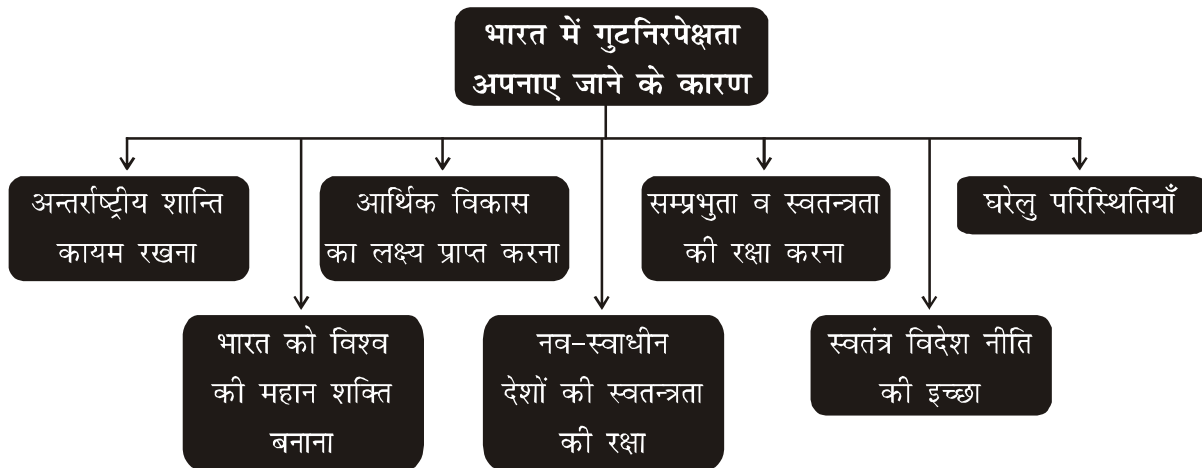 भारत में गुटनिरपेक्षता
अपनाए जाने के कारण
अन्तर्राष्ट्रीय शान्ति
कायम रखना
आर्थिक विकास
का लक्ष्य प्राप्त करना
सम्प्रभुता व स्वतन्त्रता
की रक्षा करना
घरेलु परिस्थितियाँ
भारत को विश्व
की महान शक्ति
बनाना
नव-स्वाधीन
देशों की स्वतन्त्रता
की रक्षा
स्वतंत्र विदेश नीति
की इच्छा